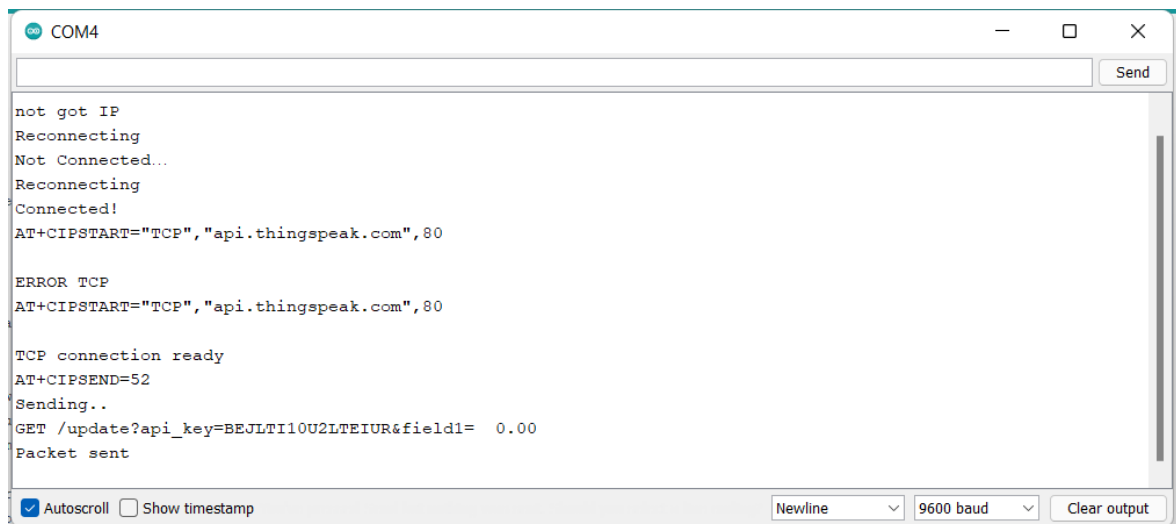 COM4
Send
not got IP
Reconnecting
Not Connected...
Reconnecting
Connected!
AT+CIPSTART="TCP","api.thingspeak.com",80
ERROR TCP
AT+CIPSTART="TCP","api.thingspeak.com",80
TCP connection ready
AT+CIPSEND=52
Sending..
GET /update?api_key=BEJLTI10U2LTEIUR&field1=  0.00
Packet sent
Autoscroll Show timestamp Newline 9600 baud Clear output